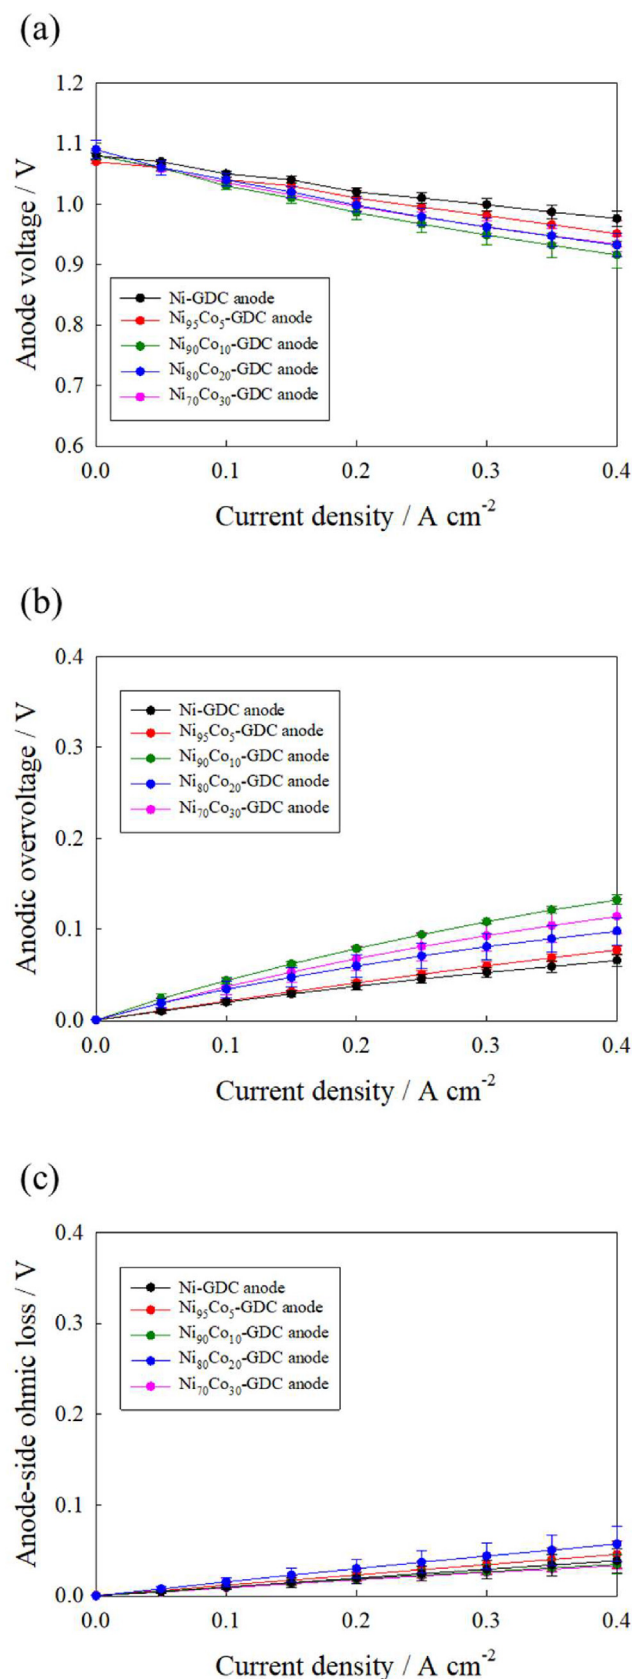 (a)
Anode voltage / V
1.2
1.1
1.0
0.9
0.8
0.7
0.6
Ni-GDC anode
Ni₉₅Co₅-GDC anode
Ni₉₀Co₁₀-GDC anode
Ni₈₀Co₂₀-GDC anode
Ni₇₀Co₃₀-GDC anode
0.0 0.1 0.2 0.3 0.4
Current density / A cm⁻²
(b)
Anodic overvoltage / V
0.4
0.3
0.2
0.1
0.0
Ni-GDC anode
Ni₉₅Co₅-GDC anode
Ni₉₀Co₁₀-GDC anode
Ni₈₀Co₂₀-GDC anode
Ni₇₀Co₃₀-GDC anode
0.0 0.1 0.2 0.3 0.4
Current density / A cm⁻²
(c)
Anode-side ohmic loss / V
0.4
0.3
0.2
0.1
0.0
Ni-GDC anode
Ni₉₅Co₅-GDC anode
Ni₉₀Co₁₀-GDC anode
Ni₈₀Co₂₀-GDC anode
Ni₇₀Co₃₀-GDC anode
0.0 0.1 0.2 0.3 0.4
Current density / A cm⁻²